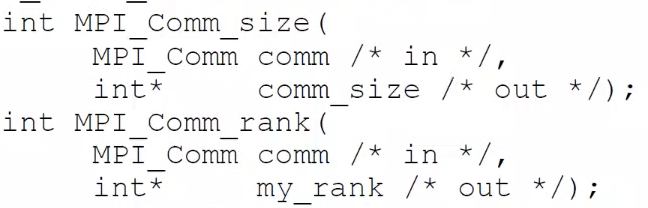 int MPI_Comm_size(
MPI_Comm comm /* in */,
int* comm_size /* out */);
int MPI_Comm_rank(
MPI_Comm comm /* in */,
int* my_rank /* out */);